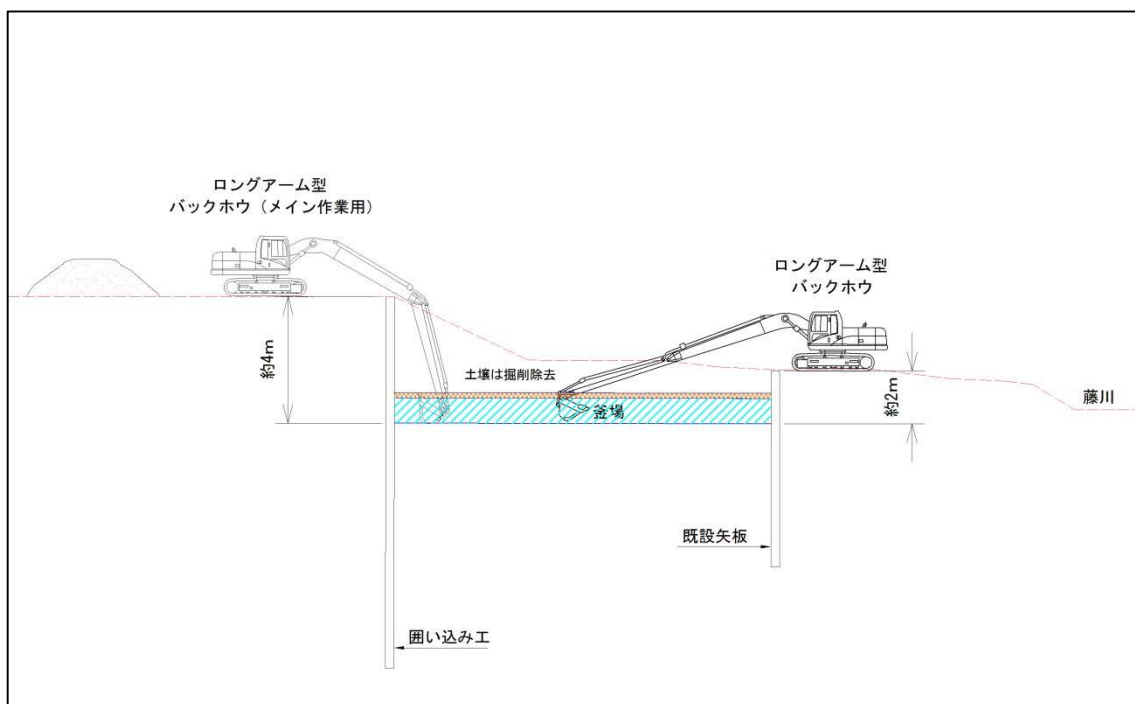 ロングアーム型
バックホウ（メイン作業用）
ロングアーム型
バックホウ
約4m
土壌は掘削除去
釜場
約2m
藤川
既設矢板
囲い込み工